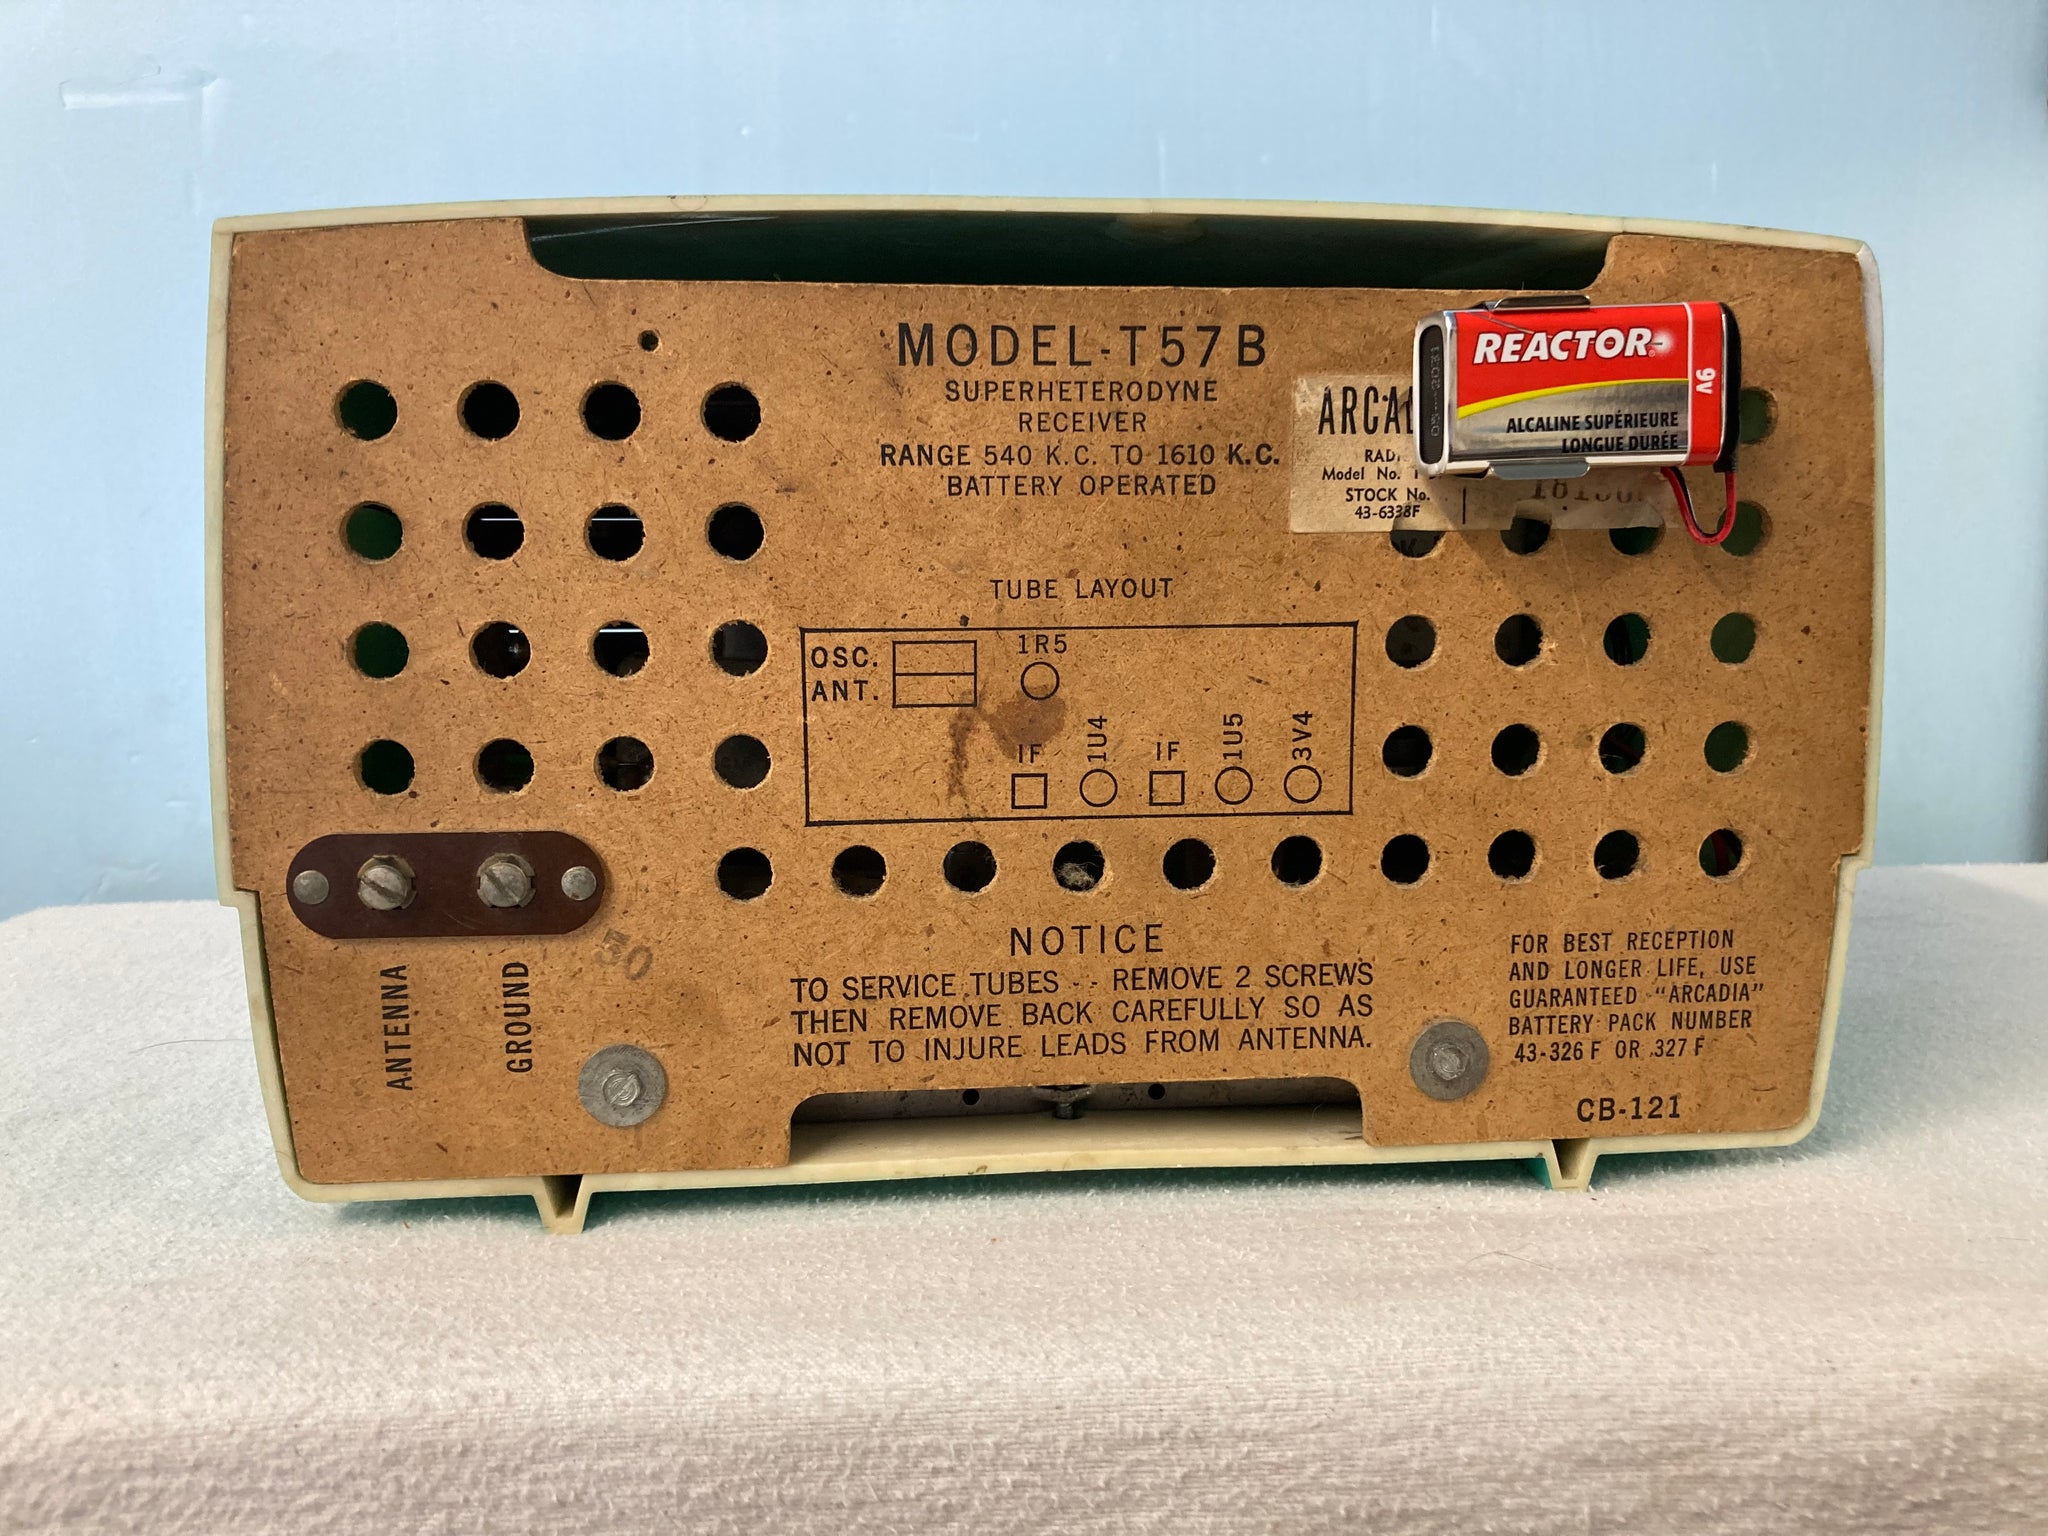 MODEL-T57B
SUPERHETERODYNE
RECEIVER
RANGE 540 K.C. TO 1610 K.C.
BATTERY OPERATED
REACTOR
9V
ALCALINE SUPÉRIEURE
LONGUE DURÉE
Model No.
STOCK No.
43-6338F
TUBE LAYOUT
OSC.
ANT.
1R5
IF
1U4
IF
1U5
3V4
ANTENNA
GROUND
50
NOTICE
TO SERVICE TUBES - - REMOVE 2 SCREWS
THEN REMOVE BACK CAREFULLY SO AS
NOT TO INJURE LEADS FROM ANTENNA.
FOR BEST RECEPTION
AND LONGER LIFE, USE
GUARANTEED "ARCADIA"
BATTERY PACK NUMBER
43-326 F OR 327 F
CB-121